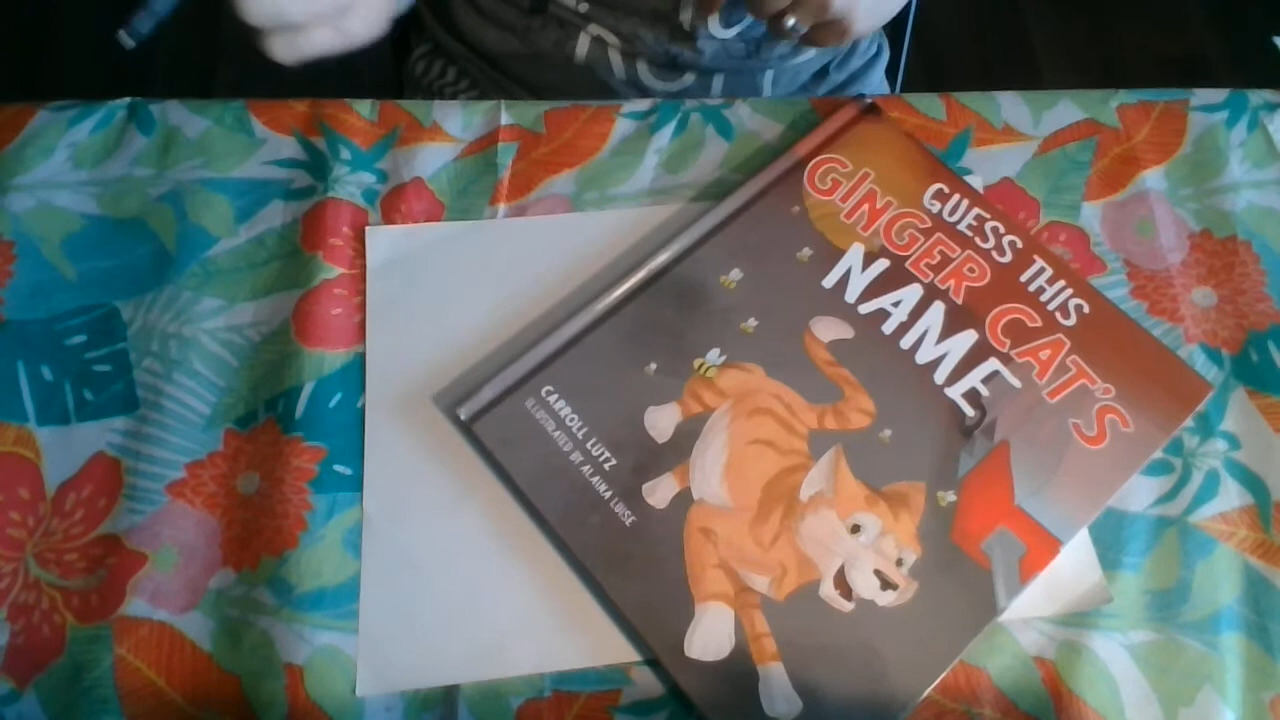 GUESS THIS
GINGER CAT'S
NAME
CARROLL LUTZ
ILLUSTRATED BY ALAINA LUISE